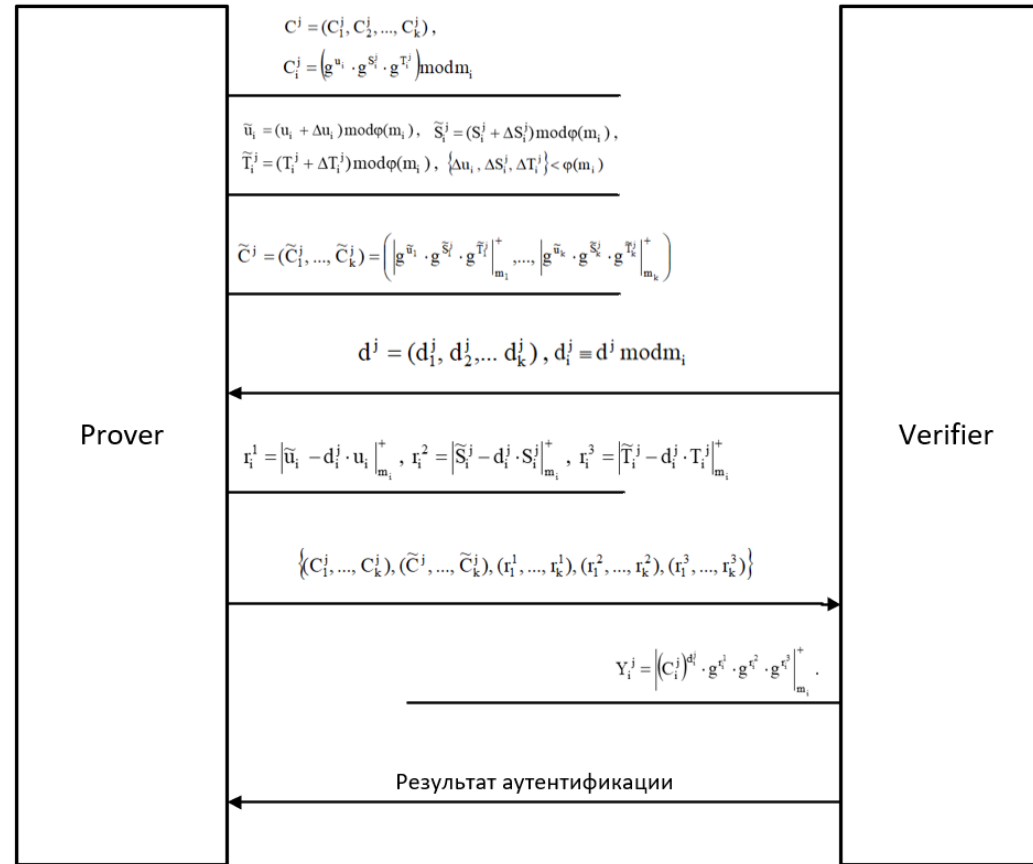 C^j = (C_1^j, C_2^j, ..., C_k^j) ,
C_i^j = (g^{u_i} · g^{S_i^j} · g^{T_i^j}) mod m_i
ũ_i = (u_i + Δu_i) mod φ(m_i), S̃_i^j = (S_i^j + ΔS_i^j) mod φ(m_i) ,
T̃_i^j = (T_i^j + ΔT_i^j) mod φ(m_i) , {Δu_i , ΔS_i^j, ΔT_i^j} < φ(m_i)
C̃^j = (C̃_1^j, ..., C̃_k^j) = (|g^{ũ_1} · g^{S̃_1^j} · g^{T̃_1^j}|_{m_1}^+ ,..., |g^{ũ_k} · g^{S̃_k^j} · g^{T̃_k^j}|_{m_k}^+)
d^j = (d_1^j, d_2^j,... d_k^j) , d_i^j ≡ d^j mod m_i
Prover
Verifier
r_i^1 = |ũ_i - d_i^j · u_i|_{m_i}^+ , r_i^2 = |S̃_i^j - d_i^j · S_i^j|_{m_i}^+ , r_i^3 = |T̃_i^j - d_i^j · T_i^j|_{m_i}^+
{(C_1^j, ..., C_k^j), (C̃^j, ..., C̃_k^j), (r_1^1, ..., r_k^1), (r_1^2, ..., r_k^2), (r_1^3, ..., r_k^3)}
Y_i^j = |(C_i^j)^{d_i^j} · g^{r_i^1} · g^{r_i^2} · g^{r_i^3}|_{m_i}^+ .
Результат аутентификации